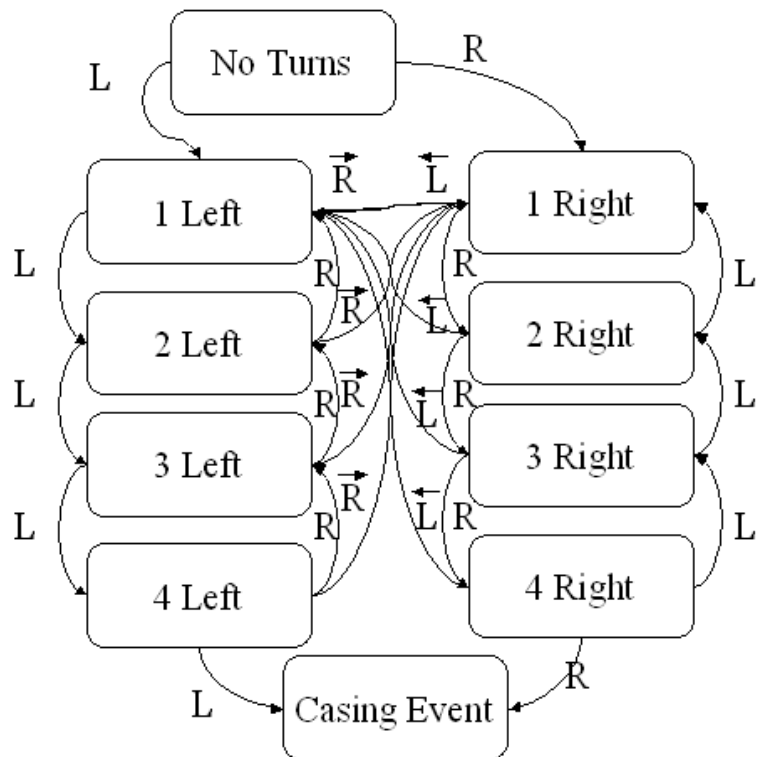 No Turns
R
L
R⃗
L⃖
1 Left
1 Right
L
R
R
L
R⃗
L⃖
2 Left
2 Right
L
R
R⃗
L⃖
R
L
3 Left
3 Right
L
R
R⃗
L⃖
R
L
4 Left
4 Right
L
R
Casing Event